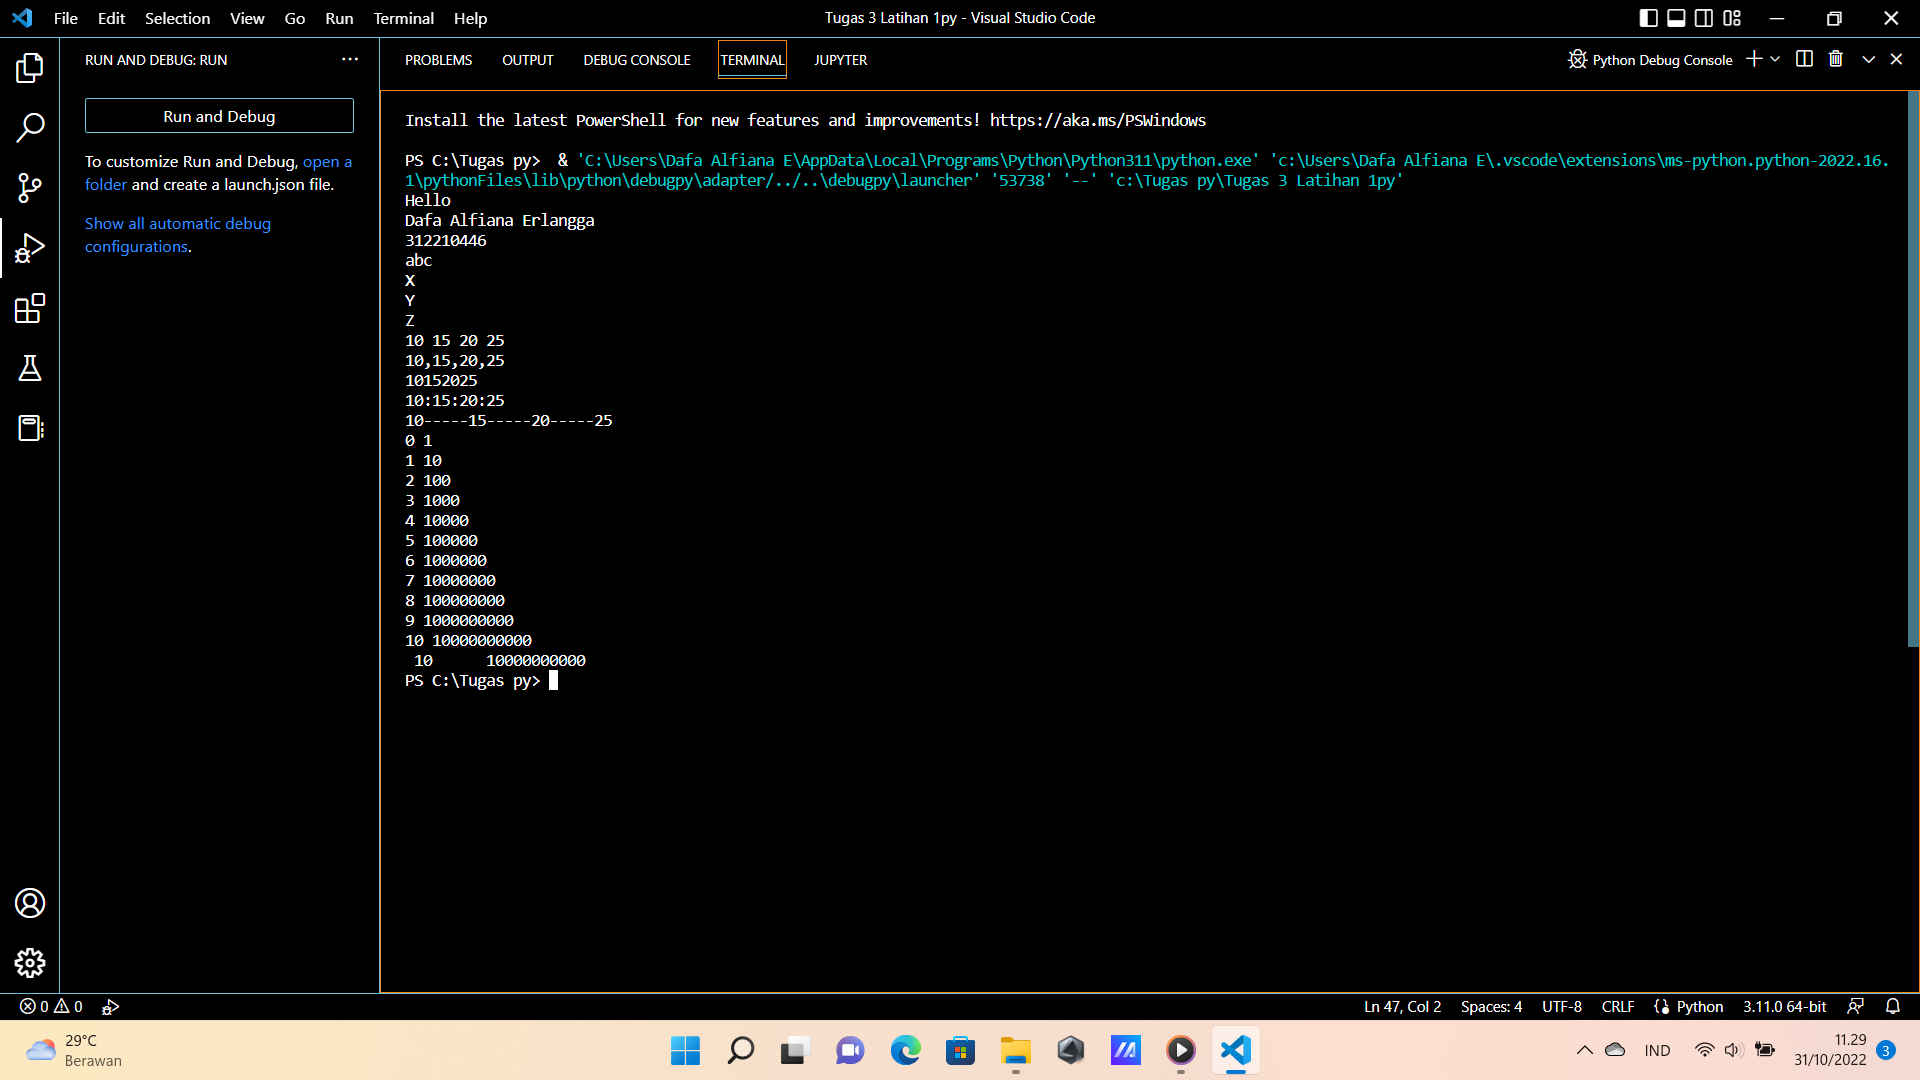 File Edit Selection View Go Run Terminal Help
Tugas 3 Latihan 1py - Visual Studio Code
RUN AND DEBUG: RUN
Run and Debug
To customize Run and Debug, open a
folder and create a launch.json file.
Show all automatic debug
configurations.
PROBLEMS OUTPUT DEBUG CONSOLE TERMINAL JUPYTER
Python Debug Console
Install the latest PowerShell for new features and improvements! https://aka.ms/PSWindows
PS C:\Tugas py>  & 'C:\Users\Dafa Alfiana E\AppData\Local\Programs\Python\Python311\python.exe' 'c:\Users\Dafa Alfiana E\.vscode\extensions\ms-python.python-2022.16.
1\pythonFiles\lib\python\debugpy\adapter/../..\debugpy\launcher' '53738' '--' 'c:\Tugas py\Tugas 3 Latihan 1py'
Hello
Dafa Alfiana Erlangga
312210446
abc
X
Y
Z
10 15 20 25
10,15,20,25
10152025
10:15:20:25
10-----15-----20-----25
0 1
1 10
2 100
3 1000
4 10000
5 100000
6 1000000
7 10000000
8 100000000
9 1000000000
10 10000000000
 10      10000000000
PS C:\Tugas py>
0 0
Ln 47, Col 2 Spaces: 4 UTF-8 CRLF Python 3.11.0 64-bit
29°C
Berawan
IND
11.29
31/10/2022
3